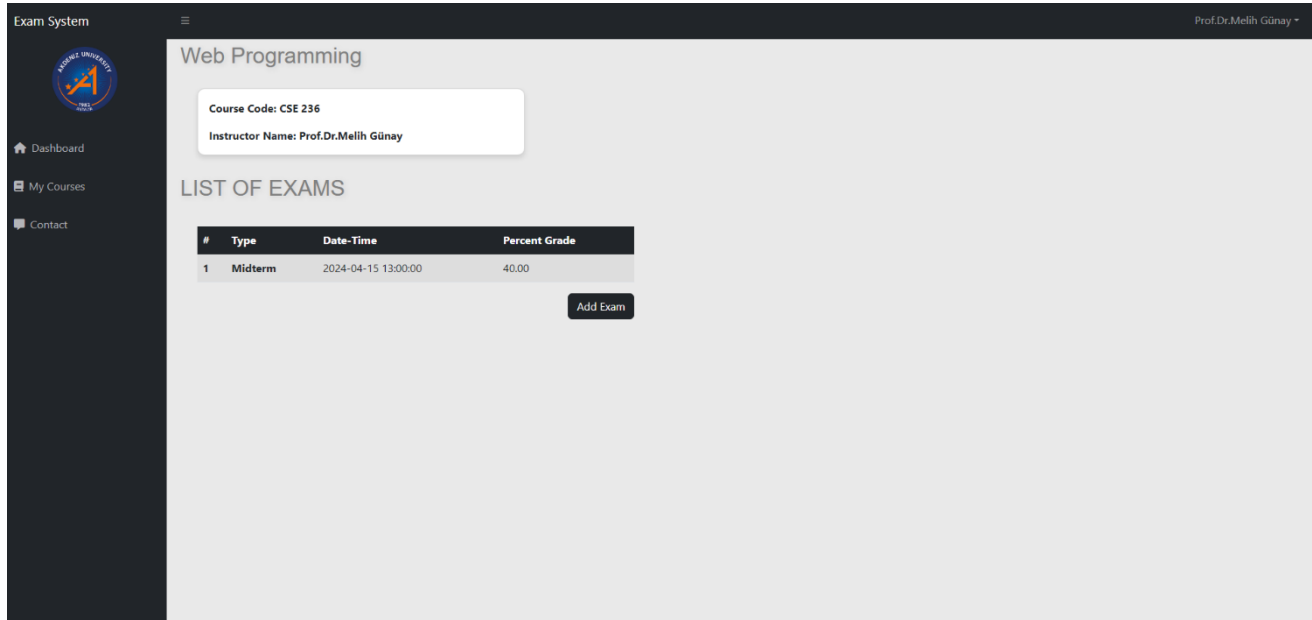 Exam System
Prof.Dr.Melih Günay
AKDENIZ UNIVERSITY
Dashboard
My Courses
Contact
Web Programming
Course Code: CSE 236
Instructor Name: Prof.Dr.Melih Günay
LIST OF EXAMS
# Type Date-Time Percent Grade
1 Midterm 2024-04-15 13:00:00 40.00
Add Exam